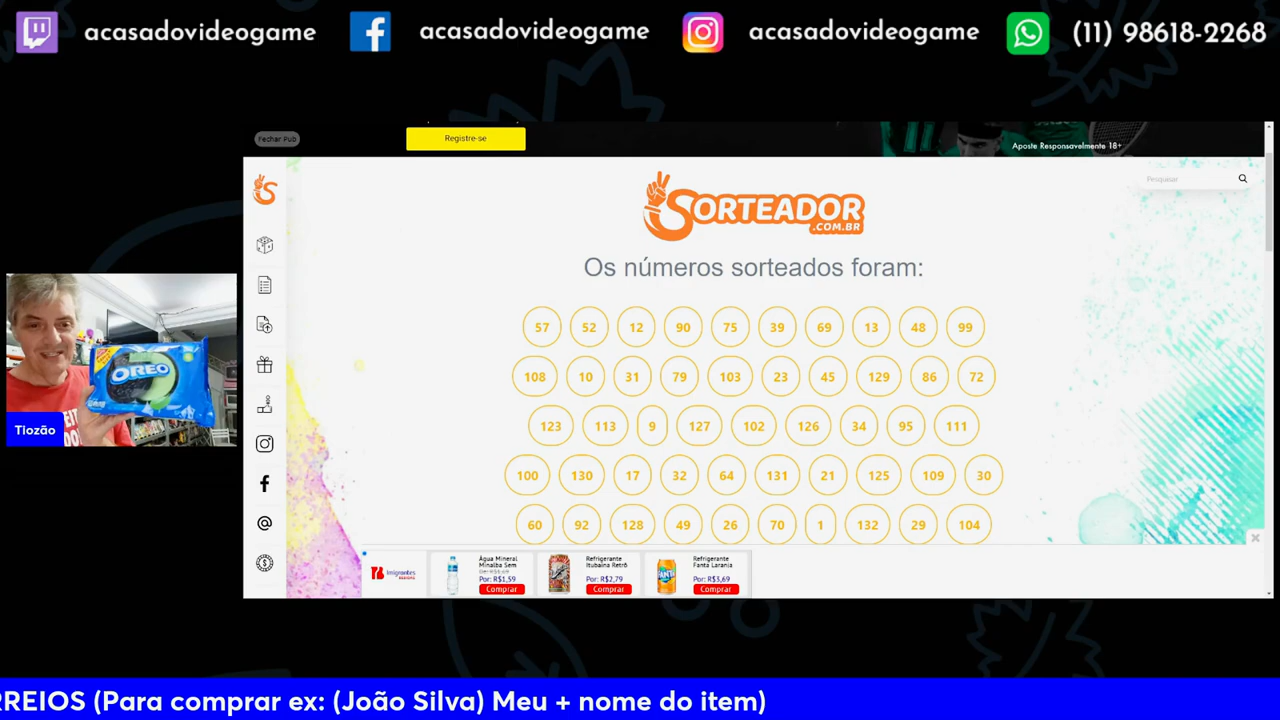 acasadovideogame
acasadovideogame
acasadovideogame
(11) 98618-2268
Fechar Pub
Registre-se
Aposte Responsavelmente 18+
Pesquisar
SORTEADOR
.COM.BR
Os números sorteados foram:
57 52 12 90 75 39 69 13 48 99
108 10 31 79 103 23 45 129 86 72
123 113 9 127 102 126 34 95 111
100 130 17 32 64 131 21 125 109 30
60 92 128 49 26 70 1 132 29 104
OREO
Tiozão
Imigrantes
Água Mineral
Minalba Sem
Por: R$1,59
Comprar
Refrigerante
Itubaína Retrô
Por: R$2,79
Comprar
Refrigerante
Fanta Laranja
Por: R$3,69
Comprar
RREIOS (Para comprar ex: (João Silva) Meu + nome do item)